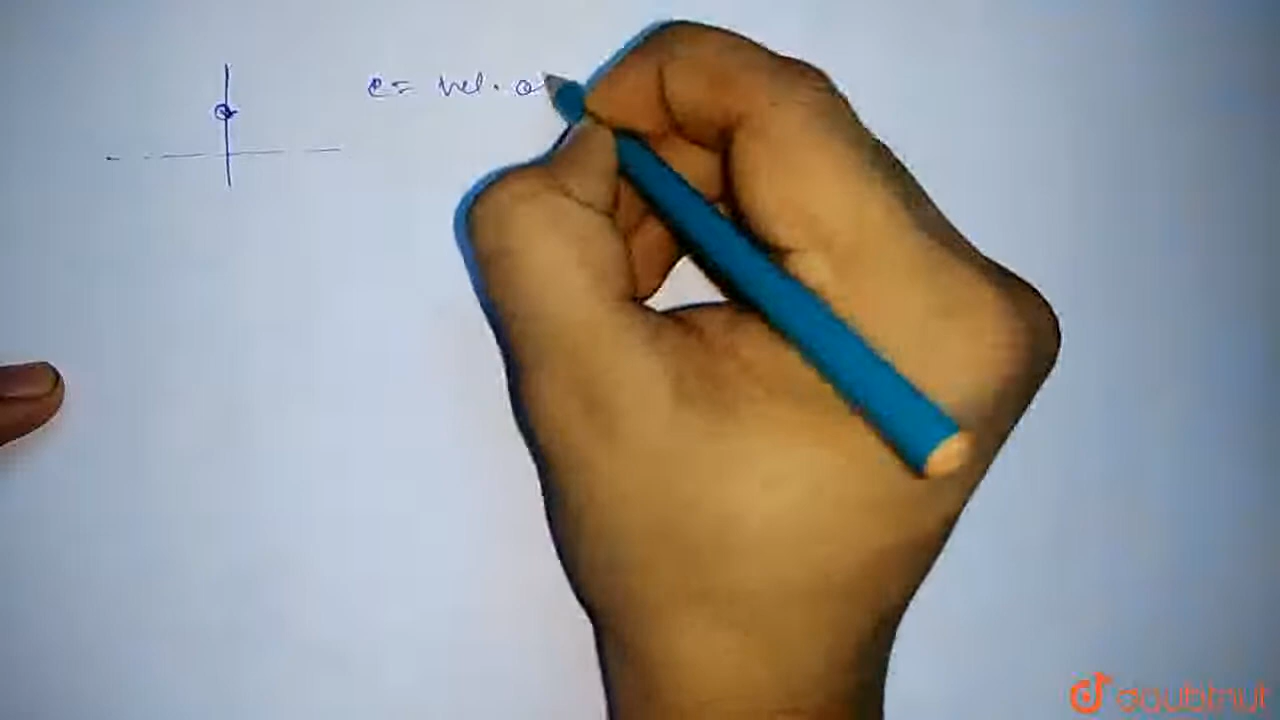 e = vel. o
doubtnut